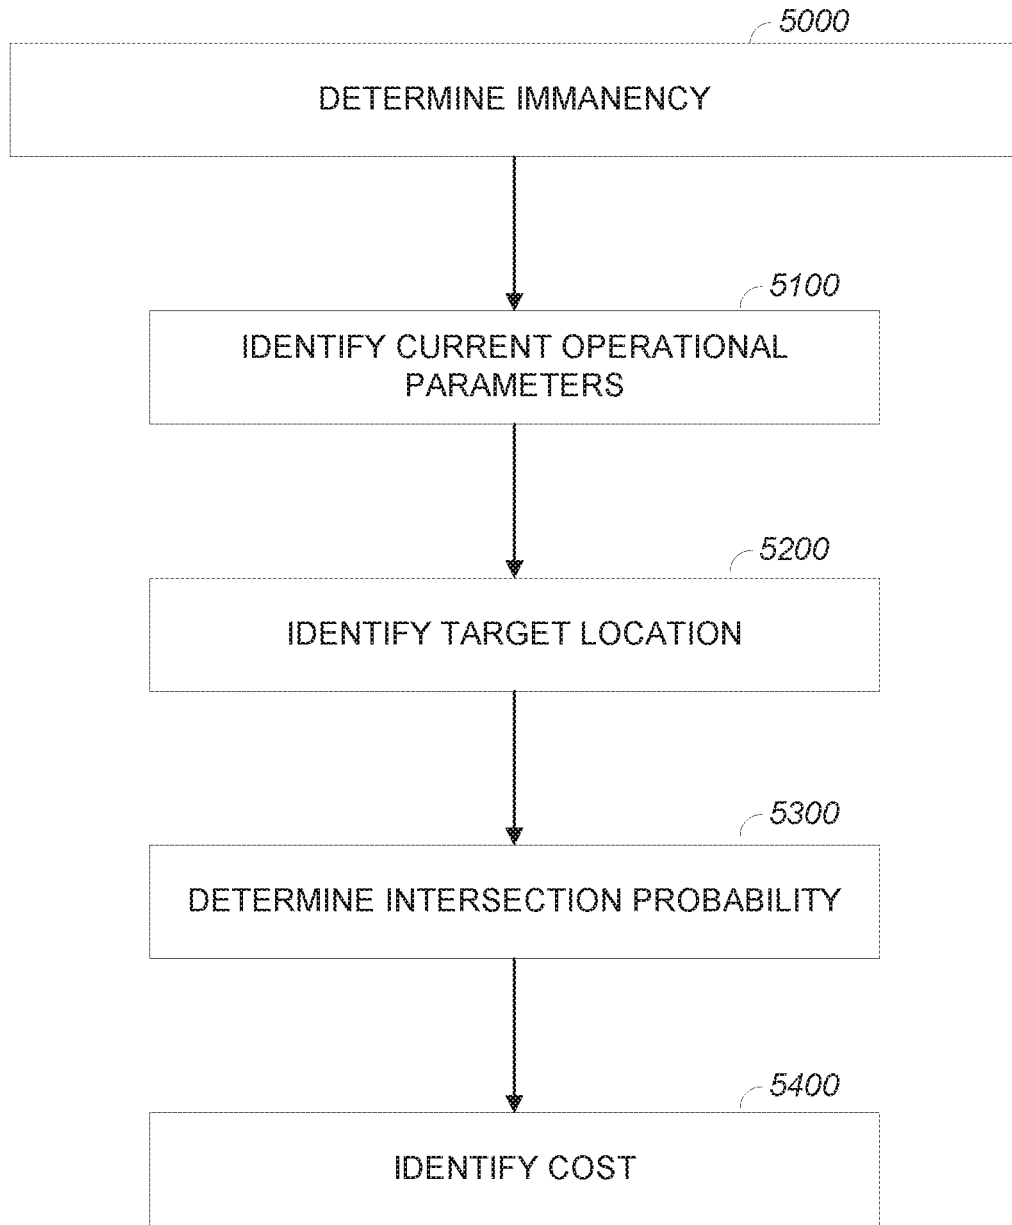 5000
DETERMINE IMMANENCY
5100
IDENTIFY CURRENT OPERATIONAL
PARAMETERS
5200
IDENTIFY TARGET LOCATION
5300
DETERMINE INTERSECTION PROBABILITY
5400
IDENTIFY COST